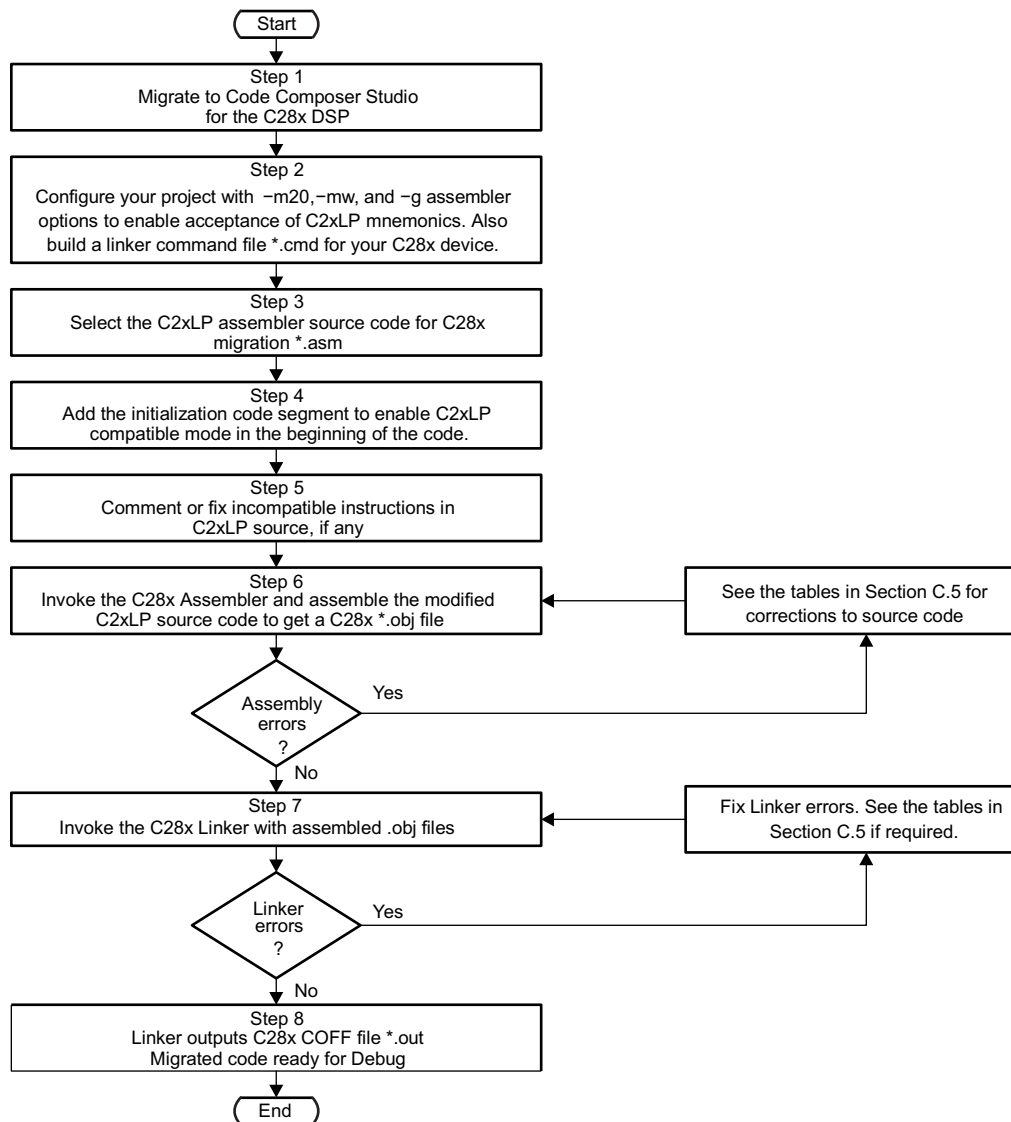 Start
Step 1
Migrate to Code Composer Studio
for the C28x DSP
Step 2
Configure your project with −m20,−mw, and −g assembler
options to enable acceptance of C2xLP mnemonics. Also
build a linker command file *.cmd for your C28x device.
Step 3
Select the C2xLP assembler source code for C28x
migration *.asm
Step 4
Add the initialization code segment to enable C2xLP
compatible mode in the beginning of the code.
Step 5
Comment or fix incompatible instructions in
C2xLP source, if any
Step 6
Invoke the C28x Assembler and assemble the modified
C2xLP source code to get a C28x *.obj file
See the tables in Section C.5 for
corrections to source code
Assembly
errors
?
Yes
No
Step 7
Invoke the C28x Linker with assembled .obj files
Fix Linker errors. See the tables in
Section C.5 if required.
Linker
errors
?
Yes
No
Step 8
Linker outputs C28x COFF file *.out
Migrated code ready for Debug
End